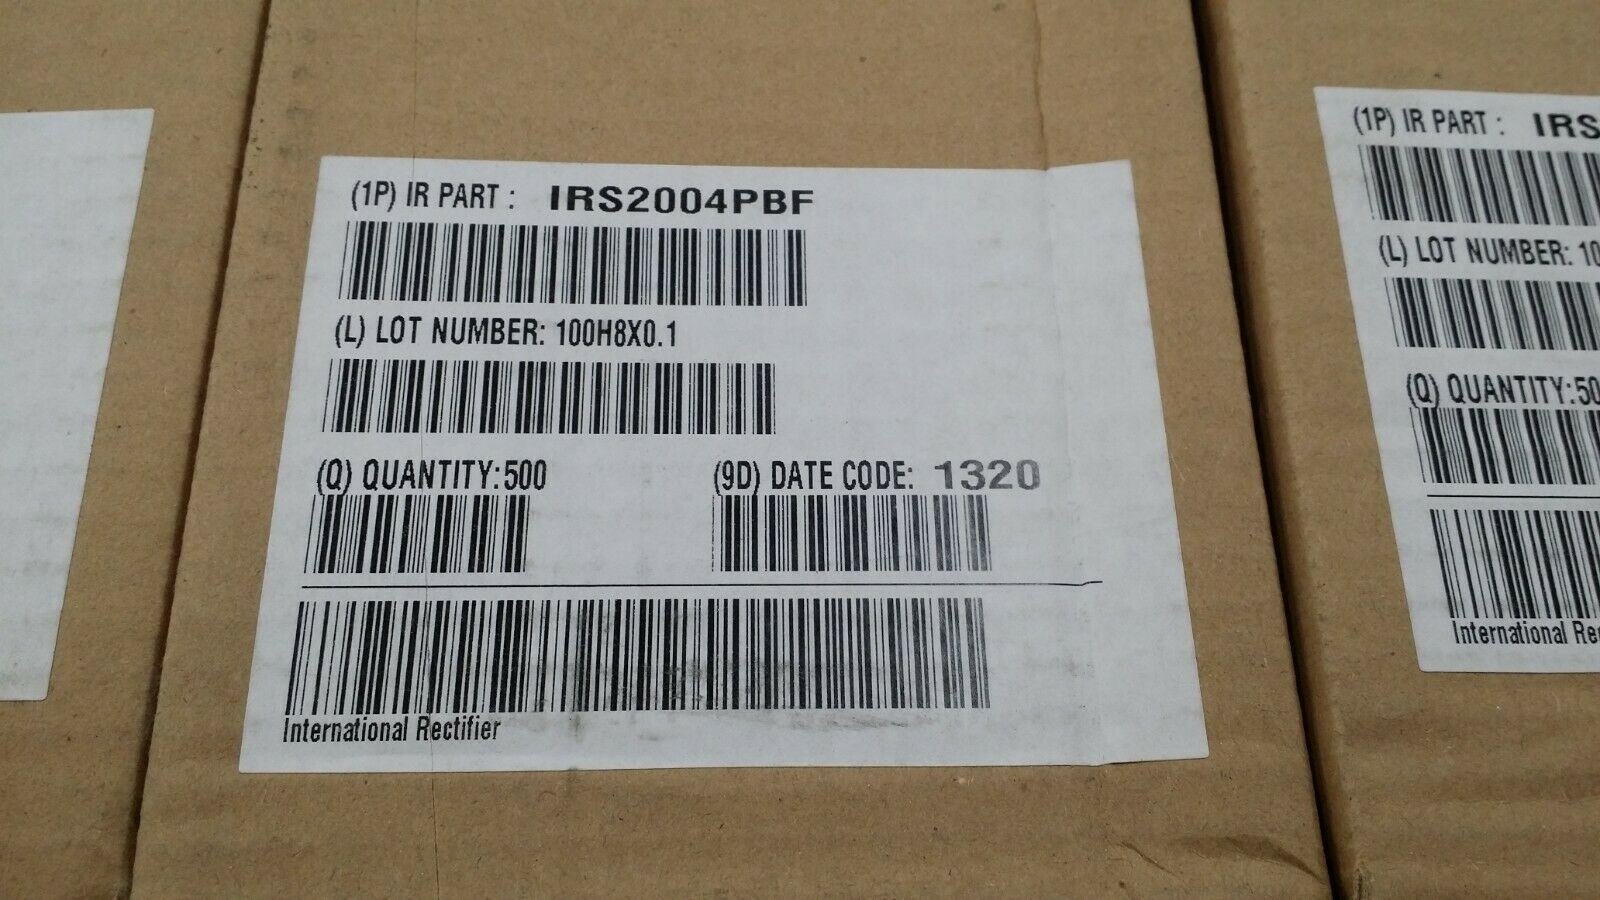 (1P) IR PART : IRS2004PBF
(L) LOT NUMBER: 100H8X0.1
(Q) QUANTITY:500 (9D) DATE CODE: 1320
International Rectifier
(1P) IR PART : IRS
(L) LOT NUMBER: 10
(Q) QUANTITY:50
International Re